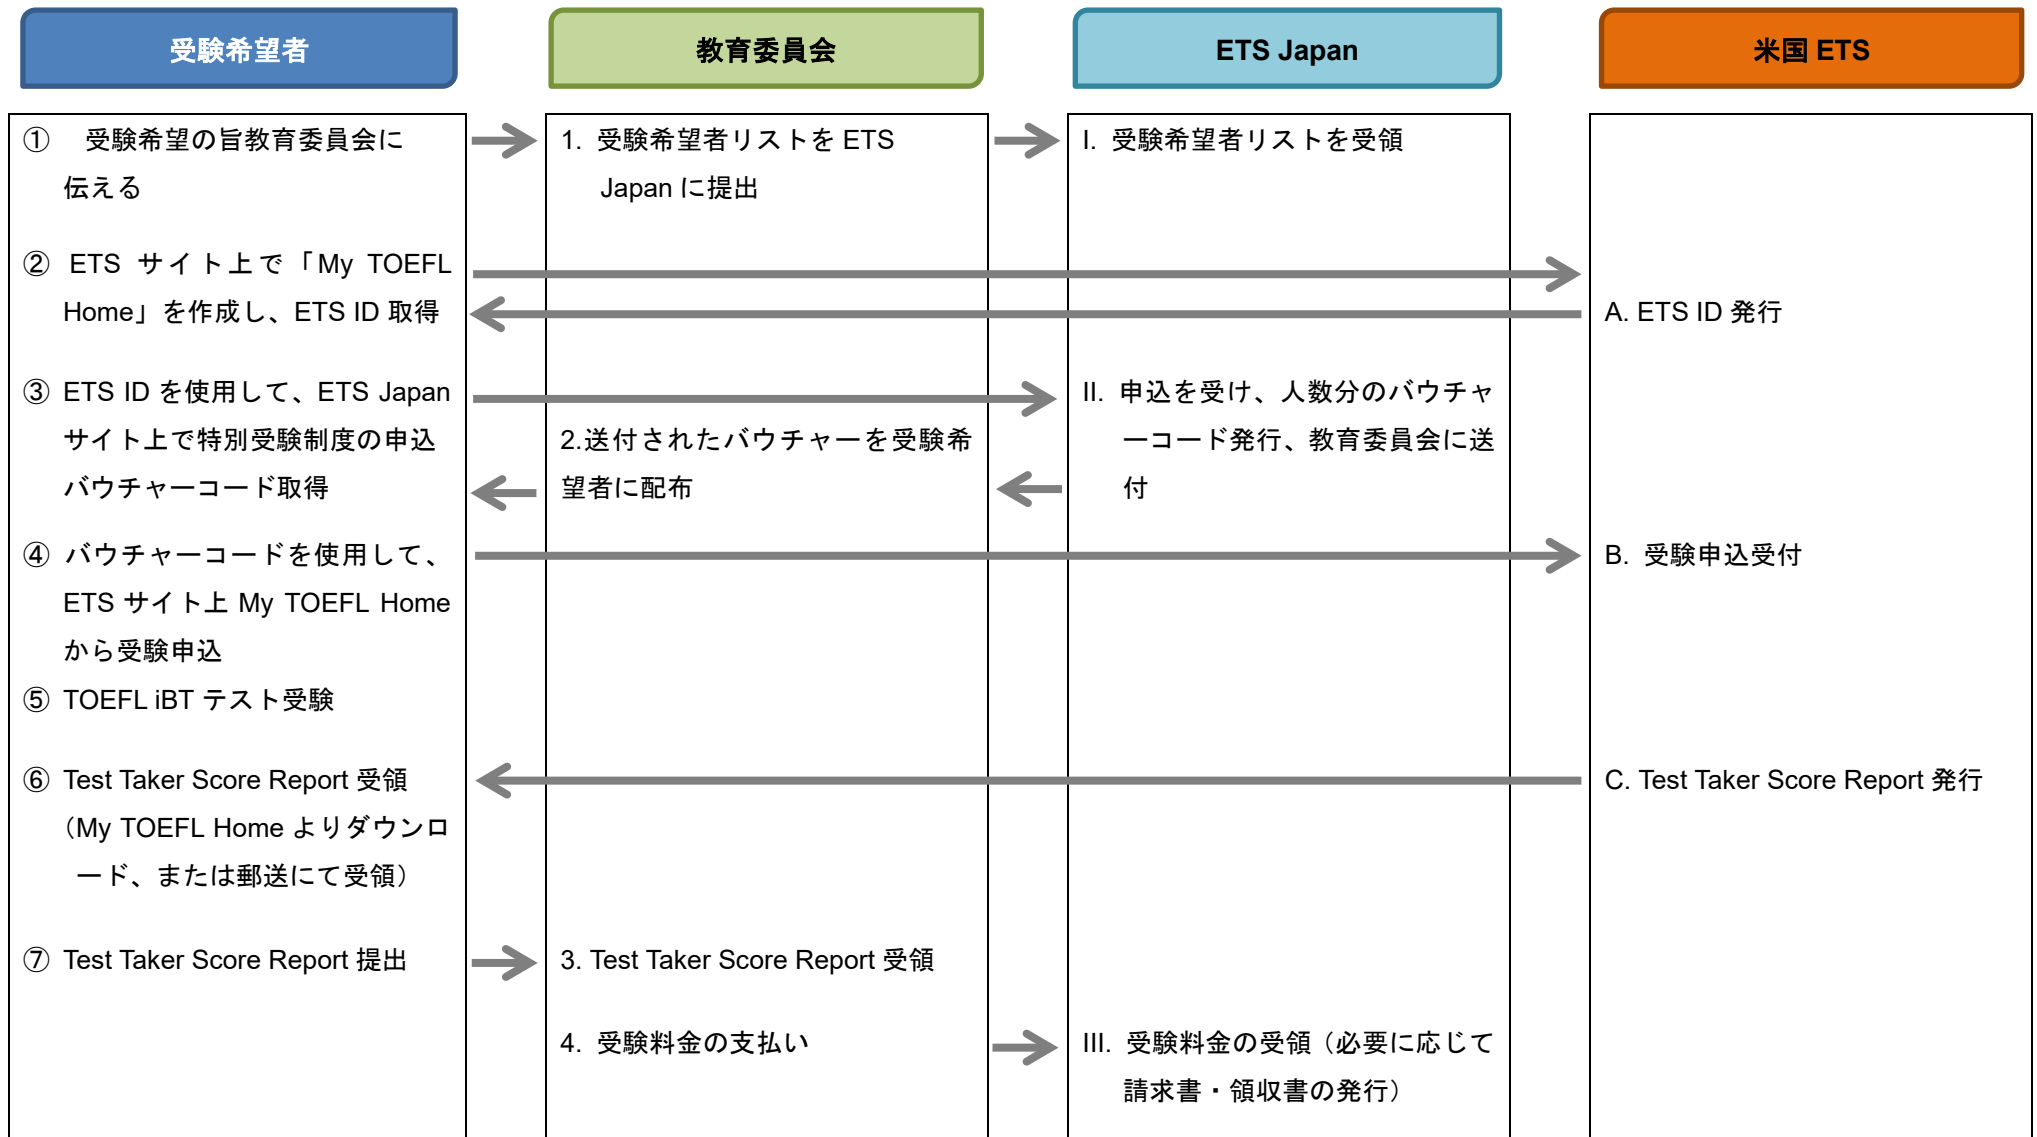 受験希望者
教育委員会
ETS Japan
米国 ETS
① 受験希望の旨教育委員会に
伝える
② ETS サイト上で「My TOEFL
Home」を作成し、ETS ID 取得
③ ETS ID を使用して、ETS Japan
サイト上で特別受験制度の申込
バウチャーコード取得
④ バウチャーコードを使用して、
ETS サイト上 My TOEFL Home
から受験申込
⑤ TOEFL iBT テスト受験
⑥ Test Taker Score Report 受領
（My TOEFL Home よりダウンロ
ード、または郵送にて受領）
⑦ Test Taker Score Report 提出
1. 受験希望者リストを ETS
Japan に提出
2.送付されたバウチャーを受験希
望者に配布
3. Test Taker Score Report 受領
4. 受験料金の支払い
I. 受験希望者リストを受領
II. 申込を受け、人数分のバウチャ
ーコード発行、教育委員会に送
付
III. 受験料金の受領（必要に応じて
請求書・領収書の発行）
A. ETS ID 発行
B. 受験申込受付
C. Test Taker Score Report 発行